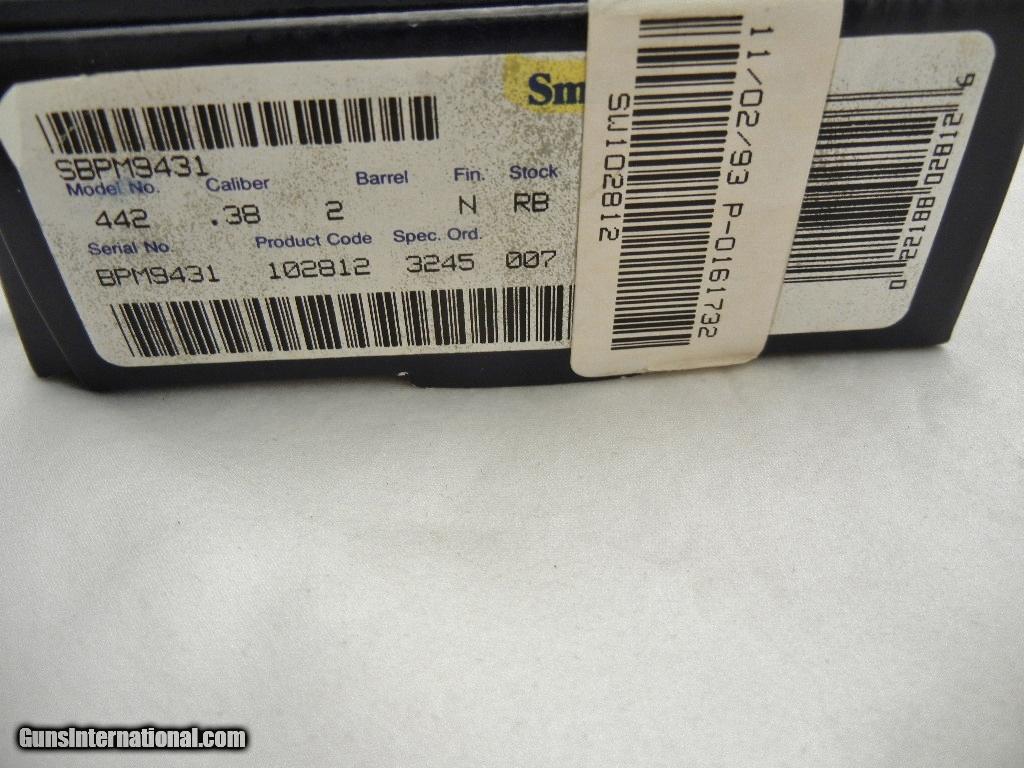 SBPM9431
Model No. Caliber Barrel Fin. Stock
442 .38 2 N RB
Serial No. Product Code Spec. Ord.
BPM9431 102812 3245 007
Sm
SW102812
11/02/93 P-0161732
0 22188 02812 9
GunsInternational.com